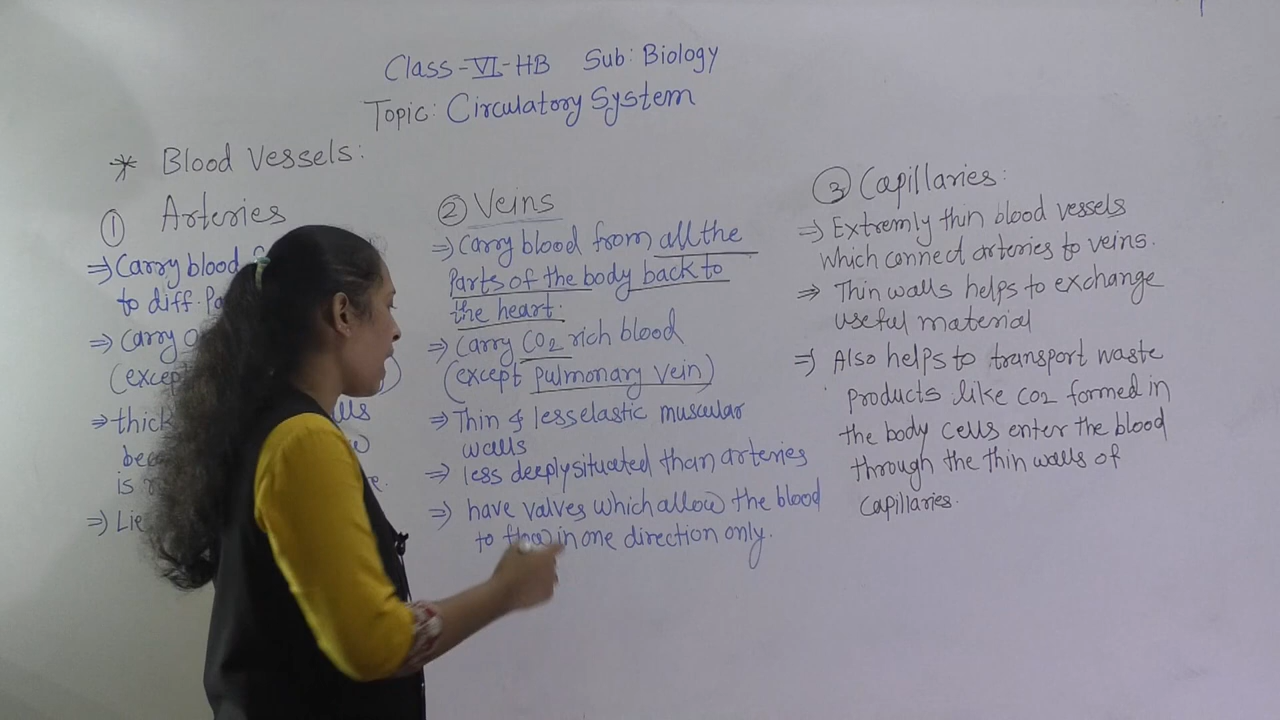 Class-VI-HB Sub: Biology
Topic: Circulatory System
* Blood Vessels:
① Arteries
⇒ Carry blood
to diff.
⇒ Carry
(except
⇒ thick
is
⇒ Lie
② Veins
⇒ Carry blood from all the
Parts of the body back to
the heart.
⇒ Carry CO2 rich blood
(except Pulmonary vein)
⇒ Thin & less elastic muscular
walls
⇒ less deeply situated than arteries
⇒ have valves which allow the blood
to flow in one direction only.
③ Capillaries:
⇒ Extremly thin blood vessels
which connect arteries to veins.
⇒ Thin walls helps to exchange
useful material
⇒ Also helps to transport waste
products like CO2 formed in
the body cells enter the blood
through the thin walls of
capillaries.